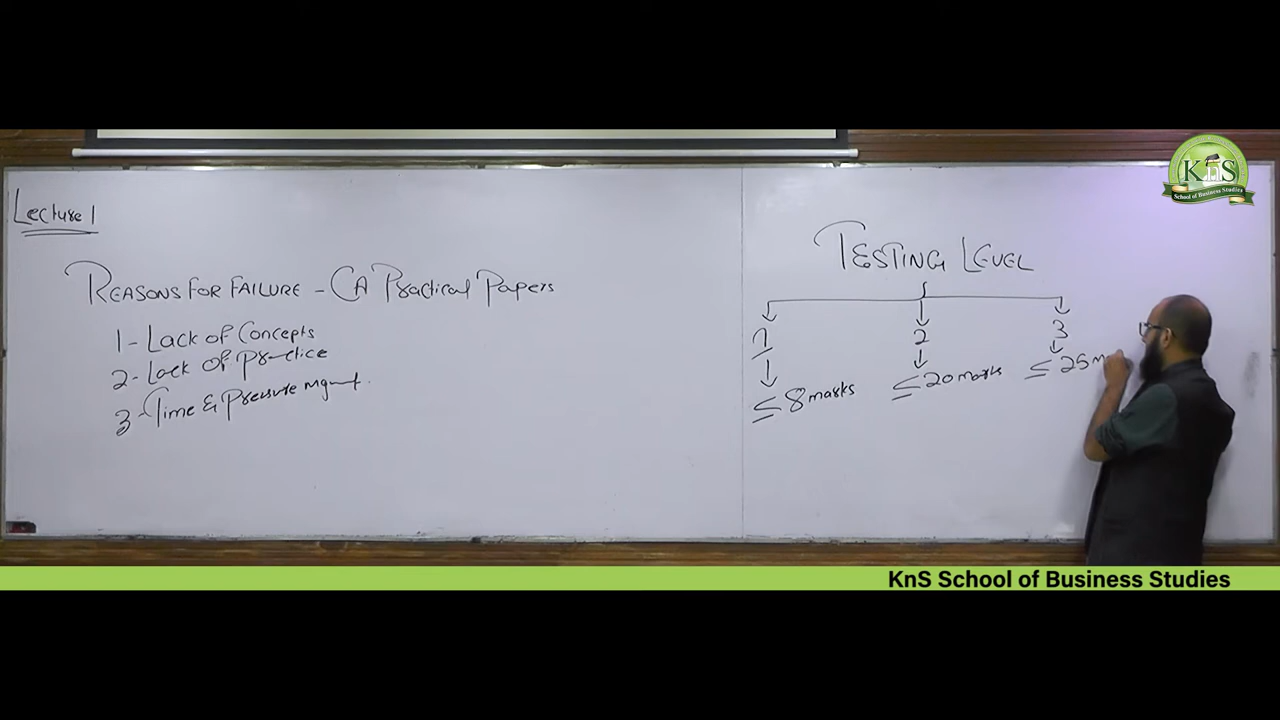 Lecture 1
REASONS FOR FAILURE - CA Practical Papers
1- Lack of Concepts
2- Lack of practice
3- Time & Pressure mgmt.
TESTING LEVEL
1 2 3
≤ 8 marks ≤ 20 marks ≤ 25 m
KnS
School of Business Studies
KnS School of Business Studies